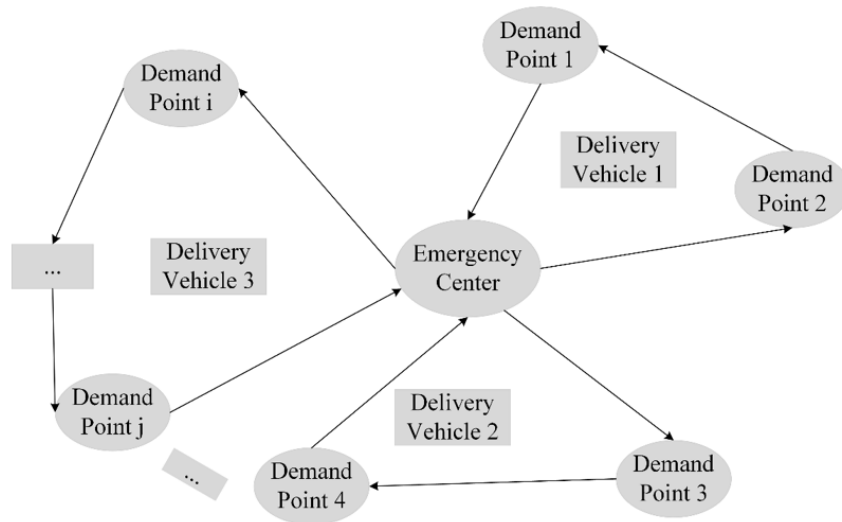 Demand
Point 1
Demand
Point i
Delivery
Vehicle 1
Demand
Point 2
...
Delivery
Vehicle 3
Emergency
Center
Demand
Point j
Delivery
Vehicle 2
...
Demand
Point 4
Demand
Point 3